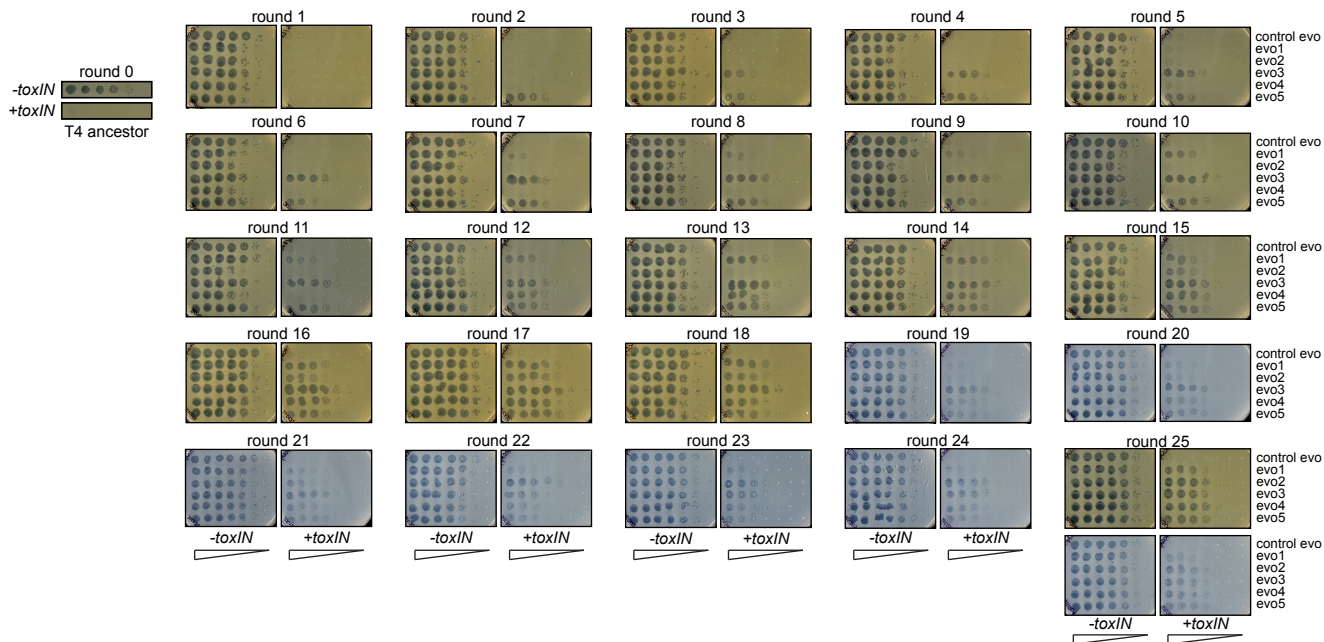 round 1 round 2 round 3 round 4 round 5
control evo
evo1
evo2
evo3
evo4
evo5
round 0
-toxIN
+toxIN
T4 ancestor
round 6 round 7 round 8 round 9 round 10
control evo
evo1
evo2
evo3
evo4
evo5
round 11 round 12 round 13 round 14 round 15
control evo
evo1
evo2
evo3
evo4
evo5
round 16 round 17 round 18 round 19 round 20
control evo
evo1
evo2
evo3
evo4
evo5
round 21 round 22 round 23 round 24 round 25
control evo
evo1
evo2
evo3
evo4
evo5
-toxIN +toxIN -toxIN +toxIN -toxIN +toxIN -toxIN +toxIN
control evo
evo1
evo2
evo3
evo4
evo5
-toxIN +toxIN